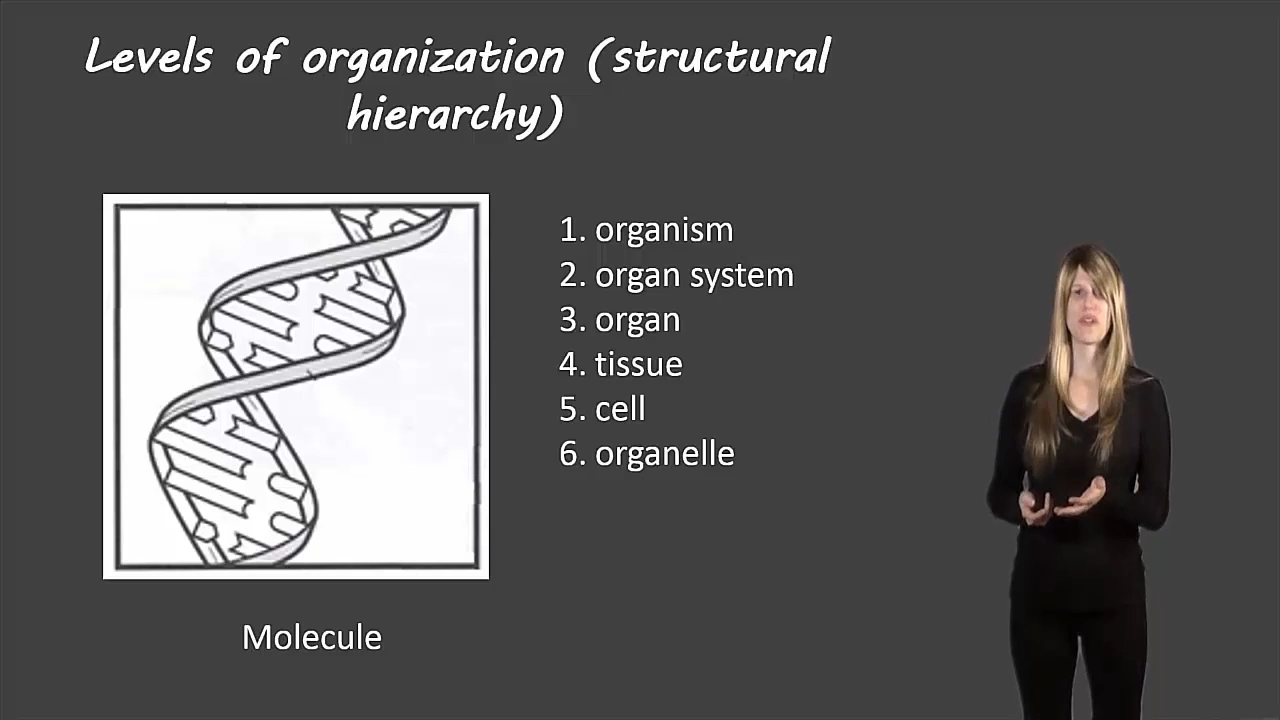 Levels of organization (structural
hierarchy)
1. organism
2. organ system
3. organ
4. tissue
5. cell
6. organelle
Molecule